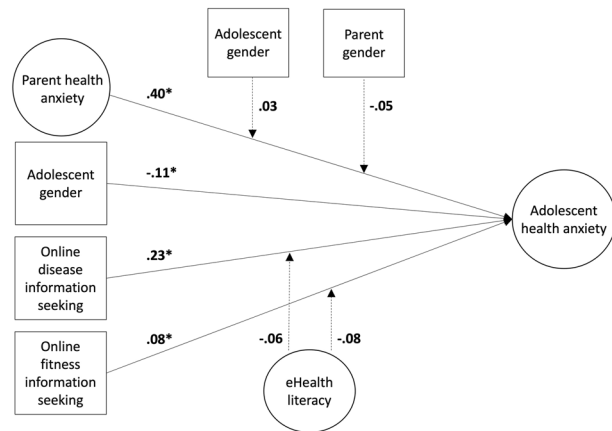 Adolescent
gender
Parent
gender
Parent health
anxiety
.40*
.03
-.05
Adolescent
gender
-.11*
Adolescent
health anxiety
Online
disease
information
seeking
.23*
Online
fitness
information
seeking
.08*
-.06
-.08
eHealth
literacy